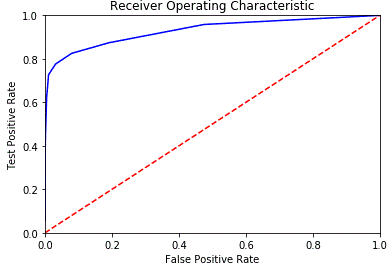 Receiver Operating Characteristic
1.0
0.8
0.6
0.4
0.2
0.0
Test Positive Rate
0.0 0.2 0.4 0.6 0.8 1.0
False Positive Rate